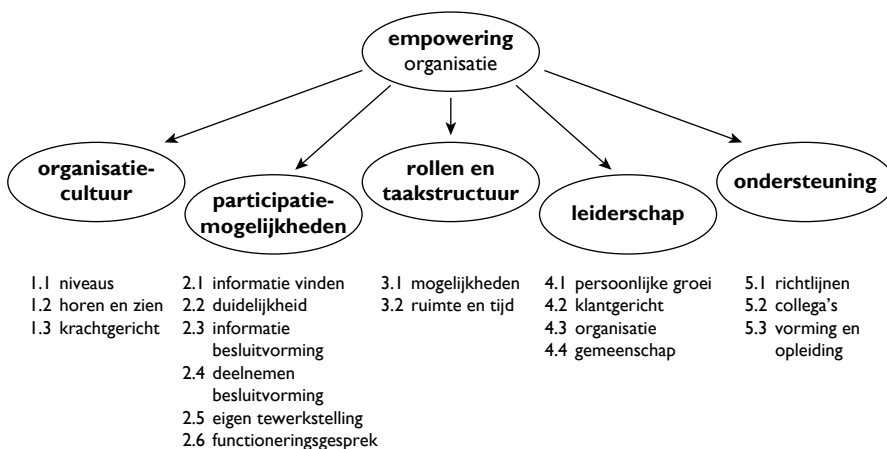 empowering
organisatie
organisatie-
cultuur
participatie-
mogelijkheden
rollen en
taakstructuur
leiderschap
ondersteuning
1.1 niveaus
1.2 horen en zien
1.3 krachtgericht
2.1 informatie vinden
2.2 duidelijkheid
2.3 informatie
besluitvorming
2.4 deelnemen
besluitvorming
2.5 eigen tewerkstelling
2.6 functioneringsgesprek
3.1 mogelijkheden
3.2 ruimte en tijd
4.1 persoonlijke groei
4.2 klantgericht
4.3 organisatie
4.4 gemeenschap
5.1 richtlijnen
5.2 collega's
5.3 vorming en
opleiding